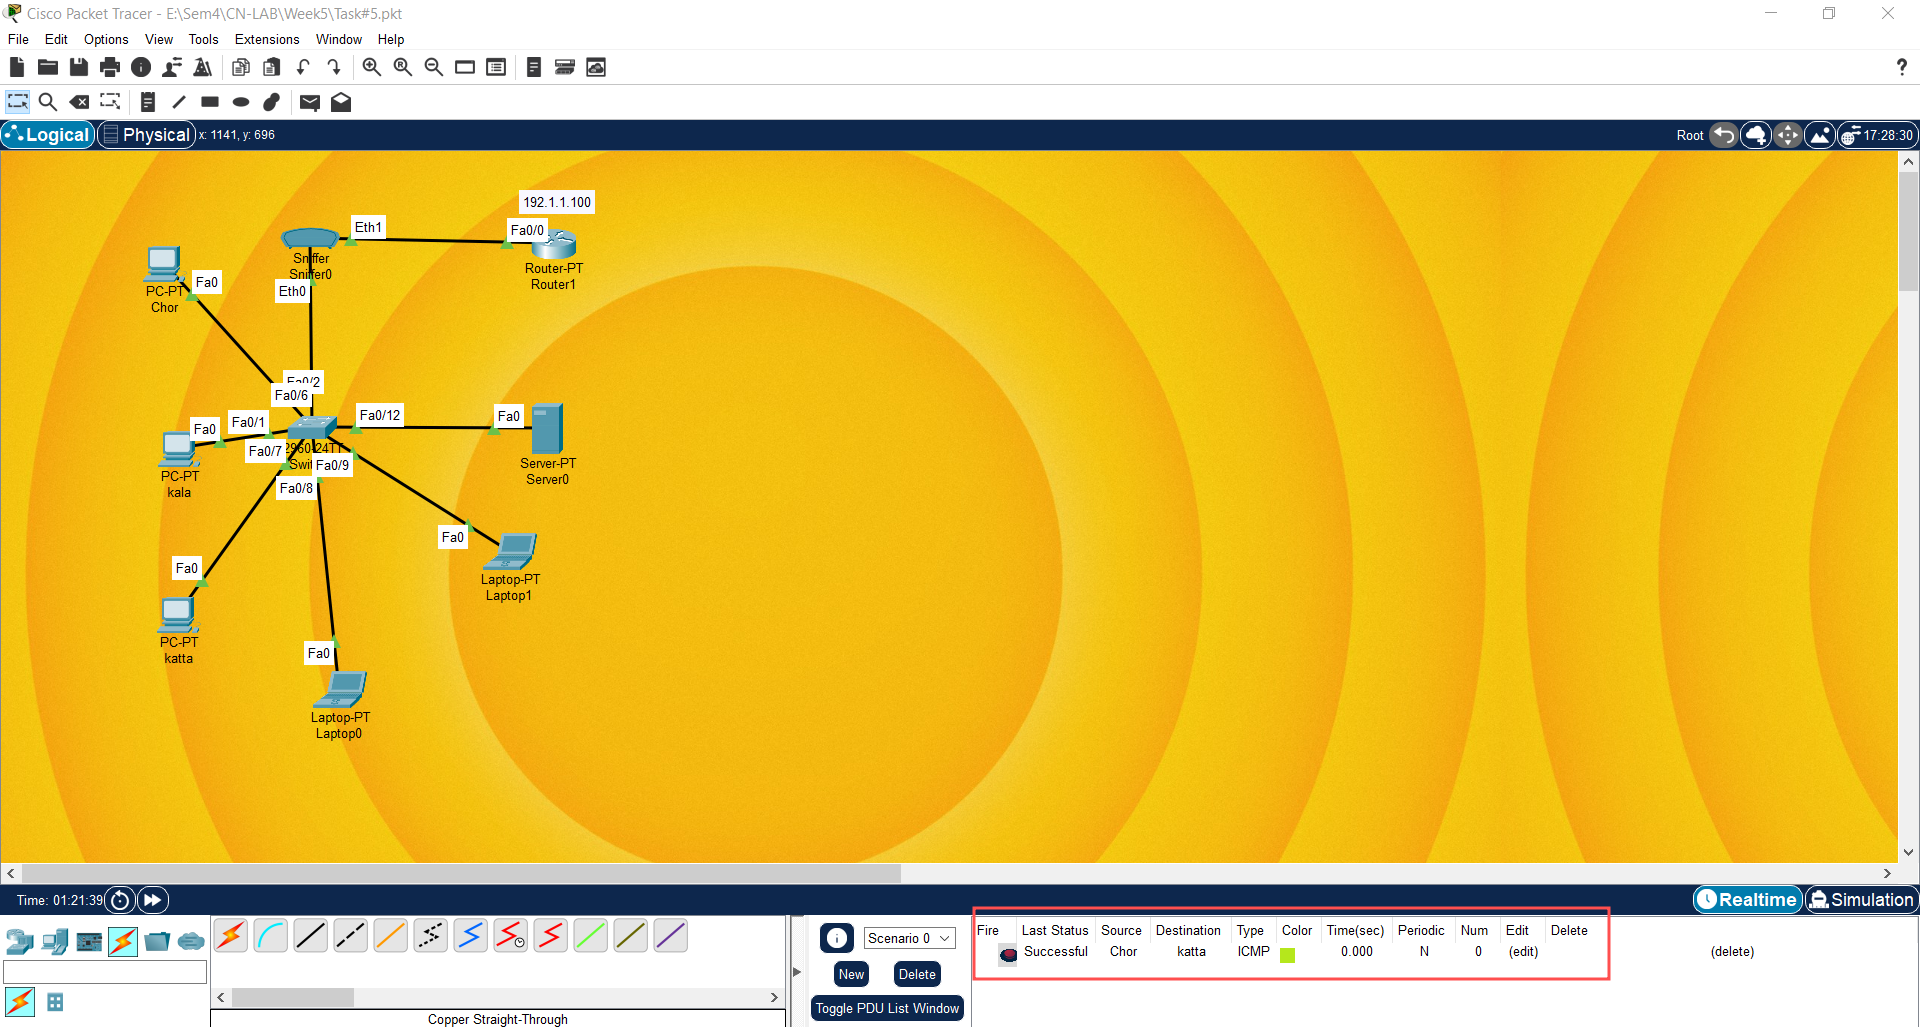 Cisco Packet Tracer - E:\Sem4\CN-LAB\Week5\Task#5.pkt
File Edit Options View Tools Extensions Window Help
Logical Physical x: 1141, y: 696 Root 17:28:30
192.1.1.100
Eth1
Fa0/0
Sniffer
Sniffer0
Router-PT
Router1
Fa0
PC-PT
Chor
Eth0
Fa0/2
Fa0/6
Fa0/12
Fa0
Fa0/1
Fa0
Fa0/7
2960-24TT
Swit
Fa0/9
Server-PT
Server0
PC-PT
kala
Fa0/8
Fa0
Laptop-PT
Laptop1
Fa0
PC-PT
katta
Fa0
Laptop-PT
Laptop0
Time: 01:21:39 Realtime Simulation
Scenario 0
New Delete
Toggle PDU List Window
Fire Last Status Source Destination Type Color Time(sec) Periodic Num Edit Delete
Successful Chor katta ICMP 0.000 N 0 (edit) (delete)
Copper Straight-Through